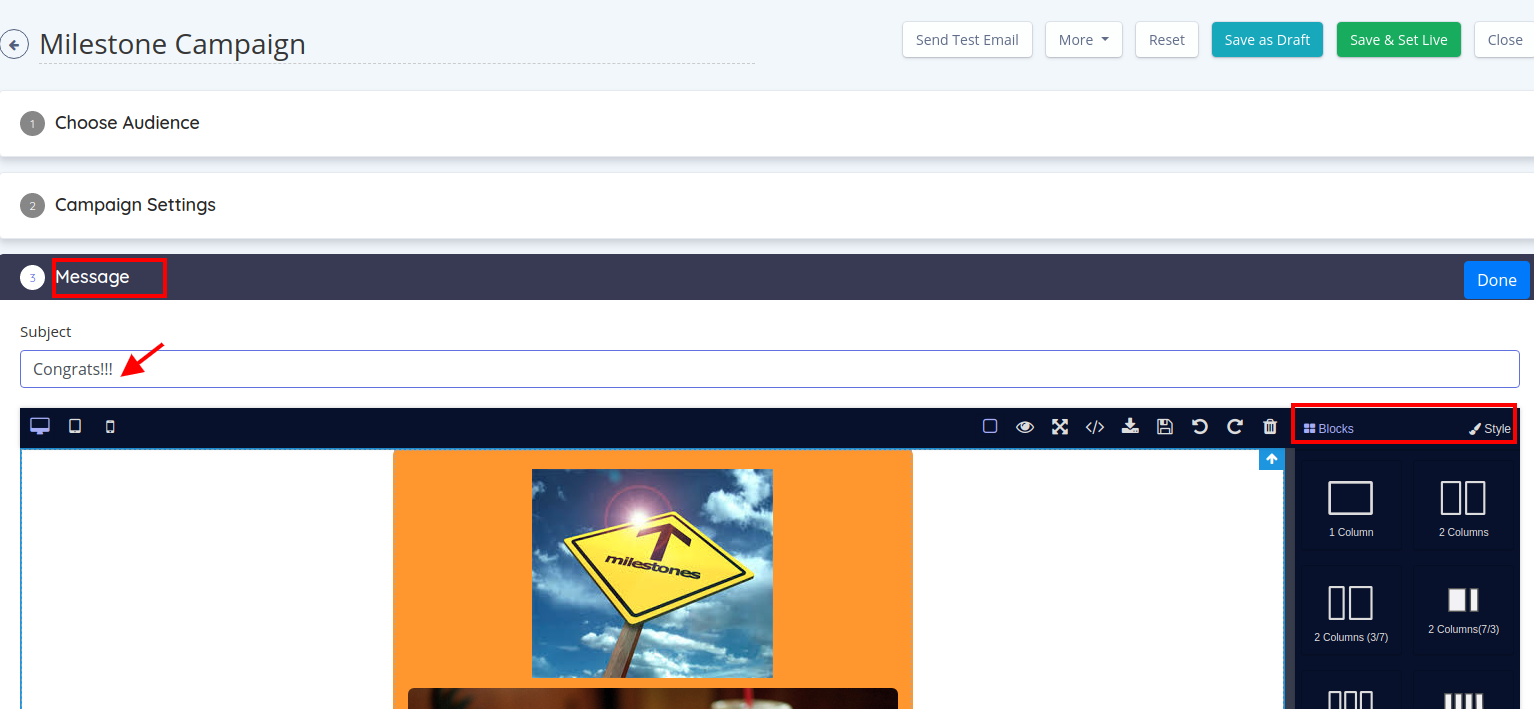 Milestone Campaign
Send Test Email
More
Reset
Save as Draft
Save & Set Live
Close
1 Choose Audience
2 Campaign Settings
3 Message
Done
Subject
Congrats!!!
</>
Blocks
Style
milestones
1 Column
2 Columns
2 Columns (3/7)
2 Columns(7/3)